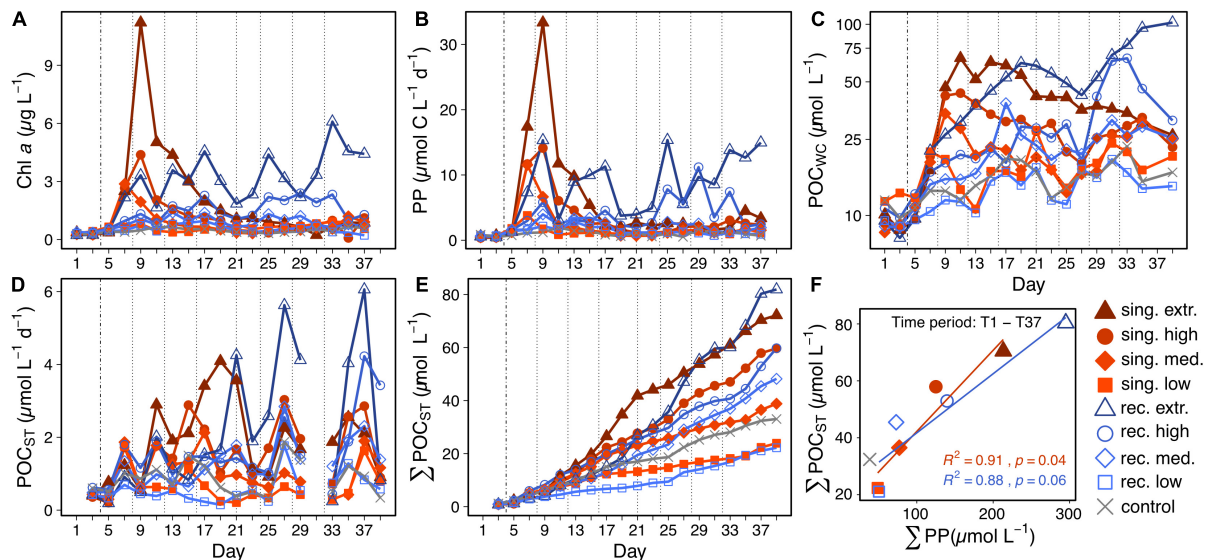 A
Chl a (µg L⁻¹)
0 3 6 9
1 5 9 13 17 21 25 29 33 37
B
PP (µmol C L⁻¹ d⁻¹)
0 10 20 30
1 5 9 13 17 21 25 29 33 37
C
POC_WC (µmol L⁻¹)
10 25 50 75 100
1 5 9 13 17 21 25 29 33 37
Day
D
POC_ST (µmol L⁻¹ d⁻¹)
0 2 4 6
1 5 9 13 17 21 25 29 33 37
Day
E
∑ POC_ST (µmol L⁻¹)
0 20 40 60 80
1 5 9 13 17 21 25 29 33 37
Day
F
Time period: T1 – T37
∑ POC_ST (µmol L⁻¹)
20 40 60 80
R² = 0.91 , p = 0.04
R² = 0.88 , p = 0.06
100 200 300
∑ PP(µmol L⁻¹)
sing. extr.
sing. high
sing. med.
sing. low
rec. extr.
rec. high
rec. med.
rec. low
control